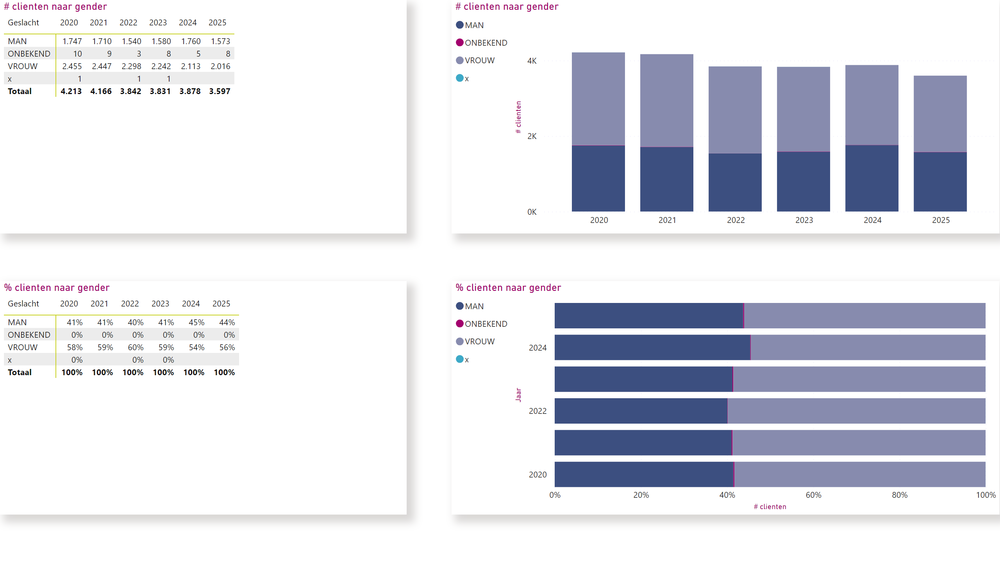 # clienten naar gender
Geslacht 2020 2021 2022 2023 2024 2025
MAN 1.747 1.710 1.540 1.580 1.760 1.573
ONBEKEND 10 9 3 8 5 8
VROUW 2.455 2.447 2.298 2.242 2.113 2.016
x 1 1 1
Totaal 4.213 4.166 3.842 3.831 3.878 3.597
# clienten naar gender
MAN
ONBEKEND
VROUW
x
# clienten
4K
2K
0K
2020 2021 2022 2023 2024 2025
% clienten naar gender
Geslacht 2020 2021 2022 2023 2024 2025
MAN 41% 41% 40% 41% 45% 44%
ONBEKEND 0% 0% 0% 0% 0% 0%
VROUW 58% 59% 60% 59% 54% 56%
x 0% 0% 0%
Totaal 100% 100% 100% 100% 100% 100%
% clienten naar gender
MAN
ONBEKEND
VROUW
x
Jaar
2024
2022
2020
0% 20% 40% 60% 80% 100%
# clienten